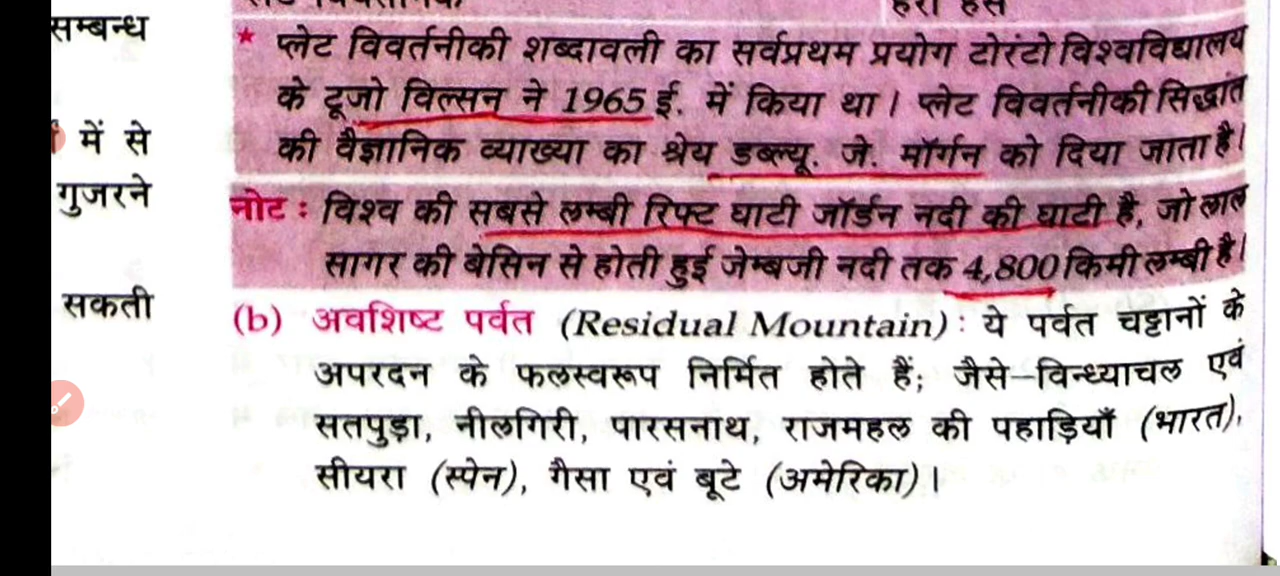 सम्बन्ध
में से
गुजरने
सकती
हरा हस
* प्लेट विवर्तनीकी शब्दावली का सर्वप्रथम प्रयोग टोरंटो विश्वविद्यालय
के टूजो विल्सन ने 1965 ई. में किया था। प्लेट विवर्तनीकी सिद्धांत
की वैज्ञानिक व्याख्या का श्रेय डब्ल्यू. जे. मॉर्गन को दिया जाता है।
नोट : विश्व की सबसे लम्बी रिफ्ट घाटी जॉर्डन नदी की घाटी है, जो लाल
सागर की बेसिन से होती हुई जेम्बजी नदी तक 4,800 किमी लम्बी है।
(b) अवशिष्ट पर्वत (Residual Mountain) : ये पर्वत चट्टानों के
अपरदन के फलस्वरूप निर्मित होते हैं; जैसे–विन्ध्याचल एवं
सतपुड़ा, नीलगिरी, पारसनाथ, राजमहल की पहाड़ियाँ (भारत),
सीयरा (स्पेन), गैसा एवं बूटे (अमेरिका)।